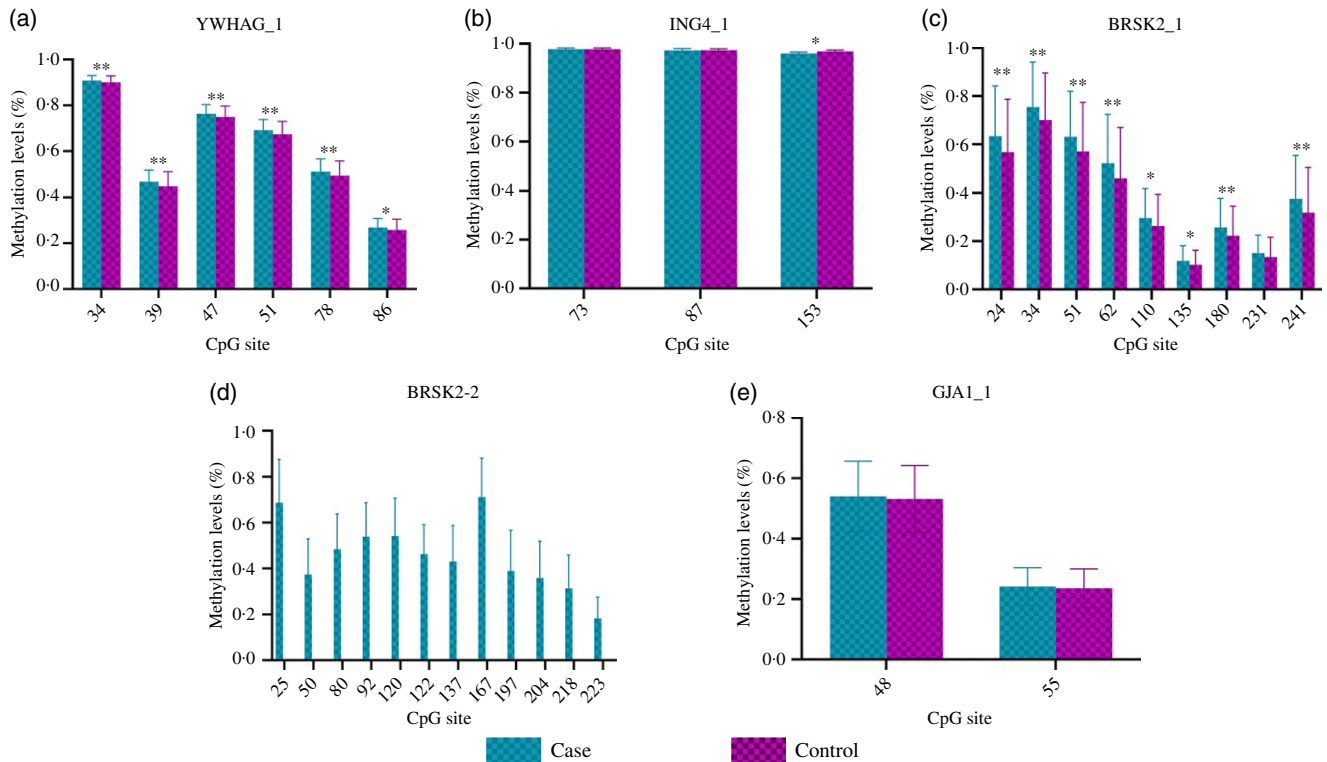 (a)
YWHAG_1
Methylation levels (%)
1·0
0·8
0·6
0·4
0·2
0·0
** ** ** ** ** *
34 39 47 51 78 86
CpG site
(b)
ING4_1
Methylation levels (%)
1·0
0·8
0·6
0·4
0·2
0·0
*
73 87 153
CpG site
(c)
BRSK2_1
Methylation levels (%)
1·0
0·8
0·6
0·4
0·2
0·0
** ** ** ** * * ** **
24 34 51 62 110 135 180 231 241
CpG site
(d)
BRSK2-2
Methylation levels (%)
1·0
0·8
0·6
0·4
0·2
0·0
25 50 80 92 120 122 137 167 197 204 218 223
CpG site
(e)
GJA1_1
Methylation levels (%)
0·8
0·6
0·4
0·2
0·0
48 55
CpG site
Case Control